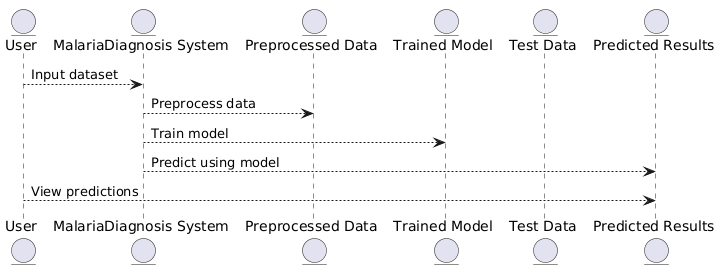 User MalariaDiagnosis System Preprocessed Data Trained Model Test Data Predicted Results
Input dataset
Preprocess data
Train model
Predict using model
View predictions
User MalariaDiagnosis System Preprocessed Data Trained Model Test Data Predicted Results